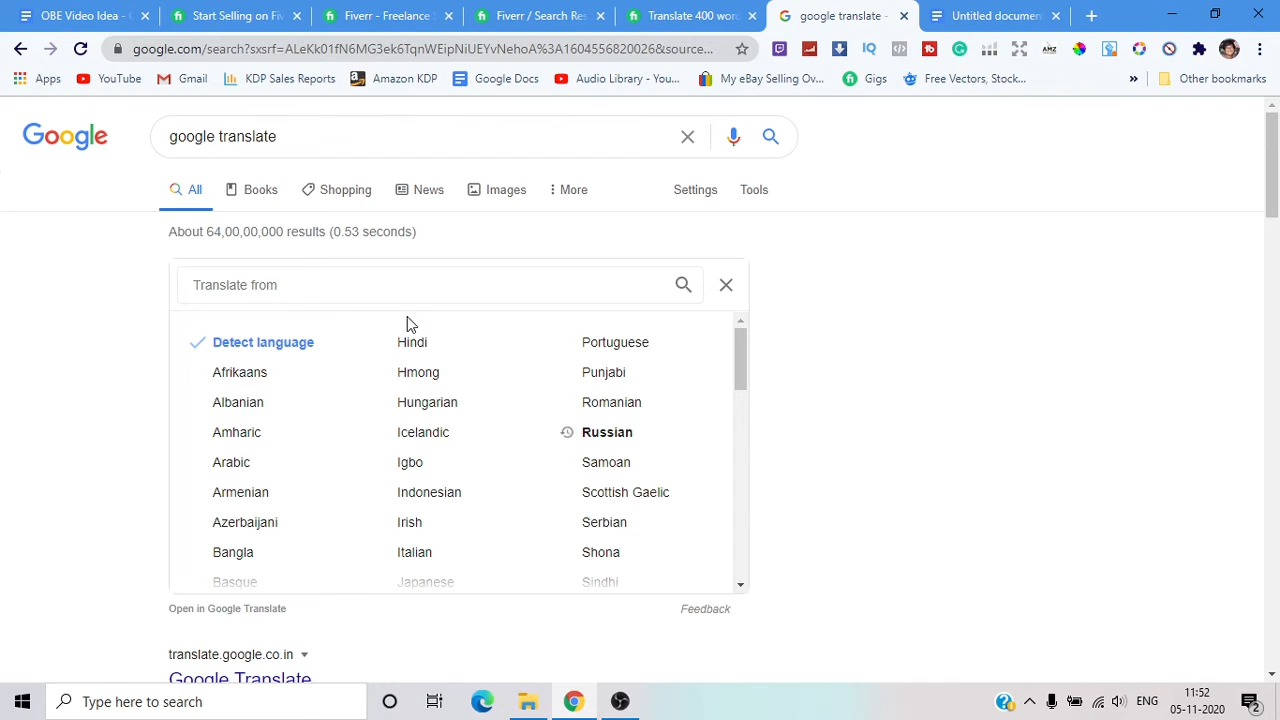 OBE Video Idea -
Start Selling on Fiv
Fiverr - Freelance S
Fiverr / Search Res
Translate 400 word
google translate -
Untitled documen
google.com/search?sxsrf=ALeKk01fN6MG3ek6TqnWEipNiUEYvNehoA%3A1604556820026&source...
Apps
YouTube
Gmail
KDP Sales Reports
Amazon KDP
Google Docs
Audio Library - You...
My eBay Selling Ov...
Gigs
Free Vectors, Stock...
»
Other bookmarks
Google
google translate
All
Books
Shopping
News
Images
More
Settings
Tools
About 64,00,00,000 results (0.53 seconds)
Translate from
Detect language
Hindi
Portuguese
Afrikaans
Hmong
Punjabi
Albanian
Hungarian
Romanian
Amharic
Icelandic
Russian
Arabic
Igbo
Samoan
Armenian
Indonesian
Scottish Gaelic
Azerbaijani
Irish
Serbian
Bangla
Italian
Shona
Basque
Japanese
Sindhi
Open in Google Translate
Feedback
translate.google.co.in
Google Translate
Type here to search
ENG
11:52
05-11-2020
2